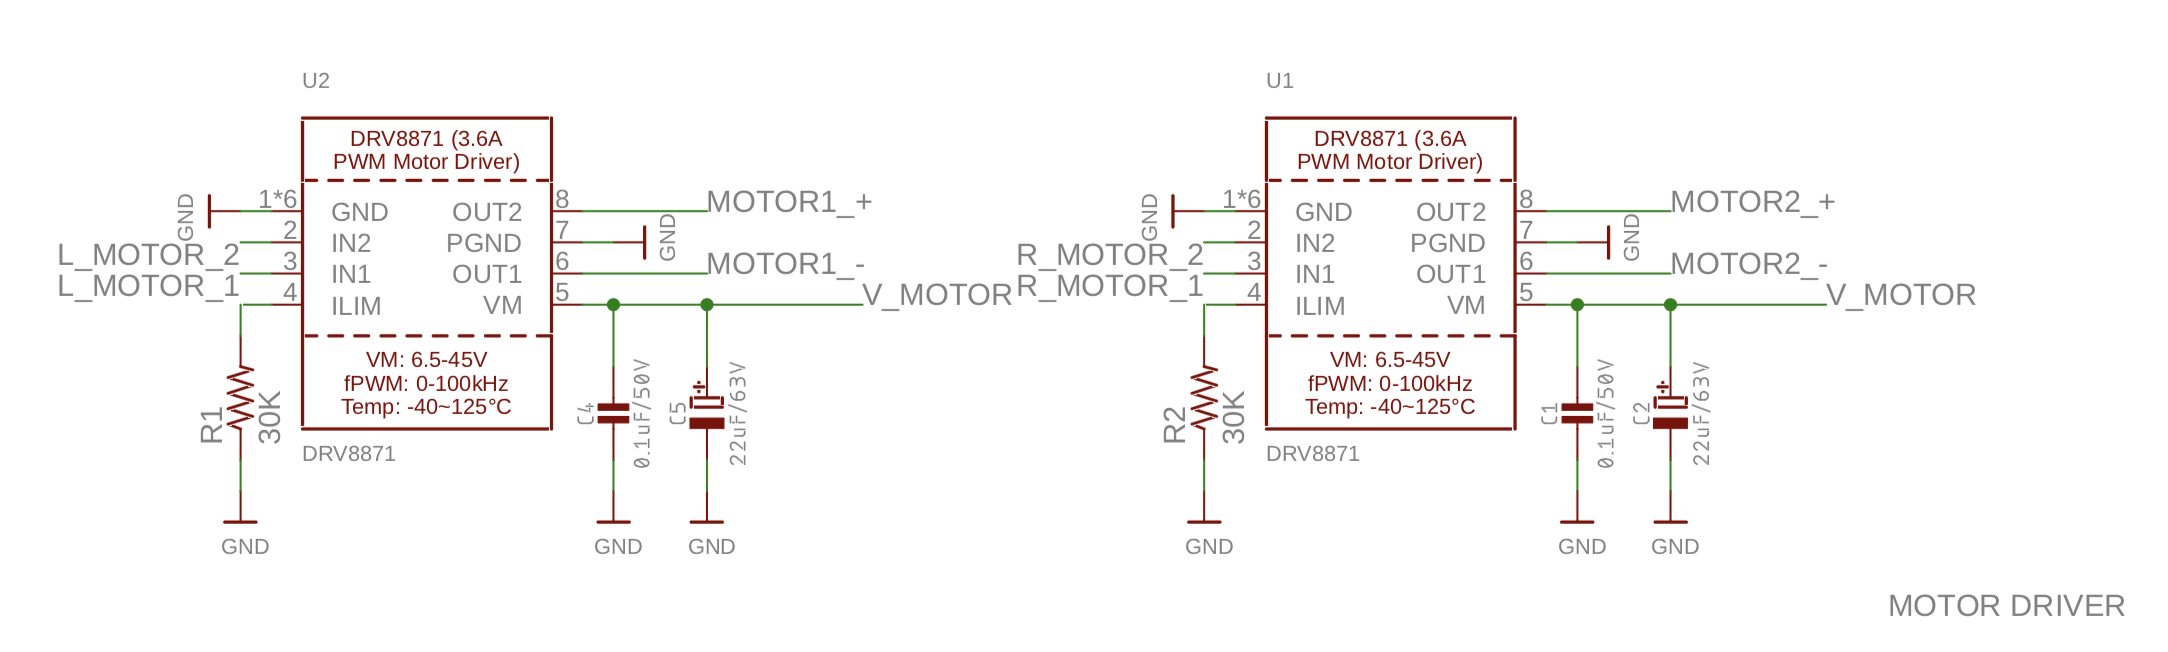 U2
DRV8871 (3.6A
PWM Motor Driver)
GND
1*6
GND
OUT2
8
MOTOR1_+
L_MOTOR_2
2
IN2
PGND
7
GND
L_MOTOR_1
3
IN1
OUT1
6
MOTOR1_-
4
ILIM
VM
5
V_MOTOR
VM: 6.5-45V
fPWM: 0-100kHz
Temp: -40~125°C
R1
30K
C4
0.1uF/50V
C5
22uF/63V
DRV8871
GND
GND
GND
U1
DRV8871 (3.6A
PWM Motor Driver)
GND
1*6
GND
OUT2
8
MOTOR2_+
R_MOTOR_2
2
IN2
PGND
7
GND
R_MOTOR_1
3
IN1
OUT1
6
MOTOR2_-
4
ILIM
VM
5
V_MOTOR
VM: 6.5-45V
fPWM: 0-100kHz
Temp: -40~125°C
R2
30K
C1
0.1uF/50V
C2
22uF/63V
DRV8871
GND
GND
GND
MOTOR DRIVER